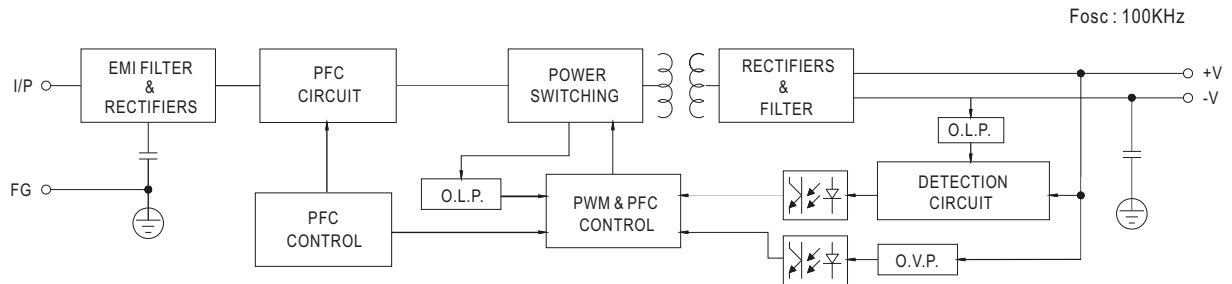 Fosc : 100KHz
I/P
EMI FILTER
&
RECTIFIERS
PFC
CIRCUIT
POWER
SWITCHING
RECTIFIERS
&
FILTER
+V
-V
O.L.P.
FG
O.L.P.
PFC
CONTROL
PWM & PFC
CONTROL
DETECTION
CIRCUIT
O.V.P.